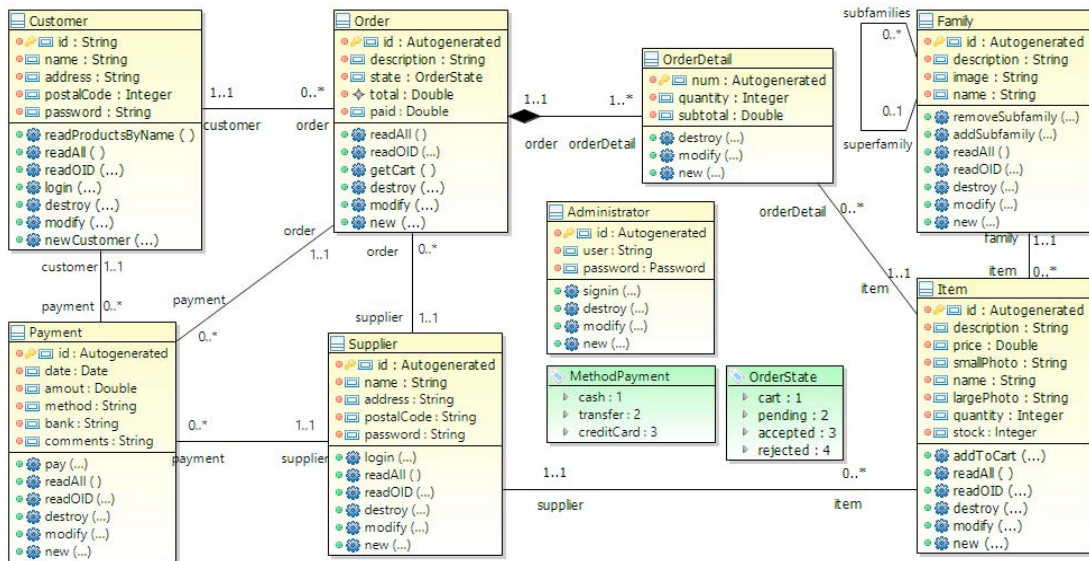 Customer
id : String
name : String
address : String
postalCode : Integer
password : String
readProductsByName ( )
readAll ( )
readOID (...)
login (...)
destroy (...)
modify (...)
newCustomer (...)
1..1
0..*
customer
order
Order
id : Autogenerated
description : String
state : OrderState
total : Double
paid : Double
readAll ( )
readOID (...)
getCart ( )
destroy (...)
modify (...)
new (...)
1..1
1..*
order
orderDetail
OrderDetail
num : Autogenerated
quantity : Integer
subtotal : Double
destroy (...)
modify (...)
new (...)
subfamilies
0..*
0..1
superfamily
Family
id : Autogenerated
description : String
image : String
name : String
removeSubfamily (...)
addSubfamily (...)
readAll ( )
readOID (...)
destroy (...)
modify (...)
new (...)
orderDetail
0..*
1..1
item
family
1..1
item
0..*
Administrator
id : Autogenerated
user : String
password : Password
signin (...)
destroy (...)
modify (...)
new (...)
customer
1..1
payment
0..*
order
1..1
payment
0..*
order
0..*
supplier
1..1
Payment
id : Autogenerated
date : Date
amout : Double
method : String
bank : String
comments : String
pay (...)
readAll ( )
readOID (...)
destroy (...)
modify (...)
new (...)
0..*
1..1
payment
supplier
Supplier
id : Autogenerated
name : String
address : String
postalCode : String
password : String
login (...)
readAll ( )
readOID (...)
destroy (...)
modify (...)
new (...)
MethodPayment
cash : 1
transfer : 2
creditCard : 3
OrderState
cart : 1
pending : 2
accepted : 3
rejected : 4
1..1
0..*
supplier
item
Item
id : Autogenerated
description : String
price : Double
smallPhoto : String
name : String
largePhoto : String
quantity : Integer
stock : Integer
addToCart (...)
readAll ( )
readOID (...)
destroy (...)
modify (...)
new (...)